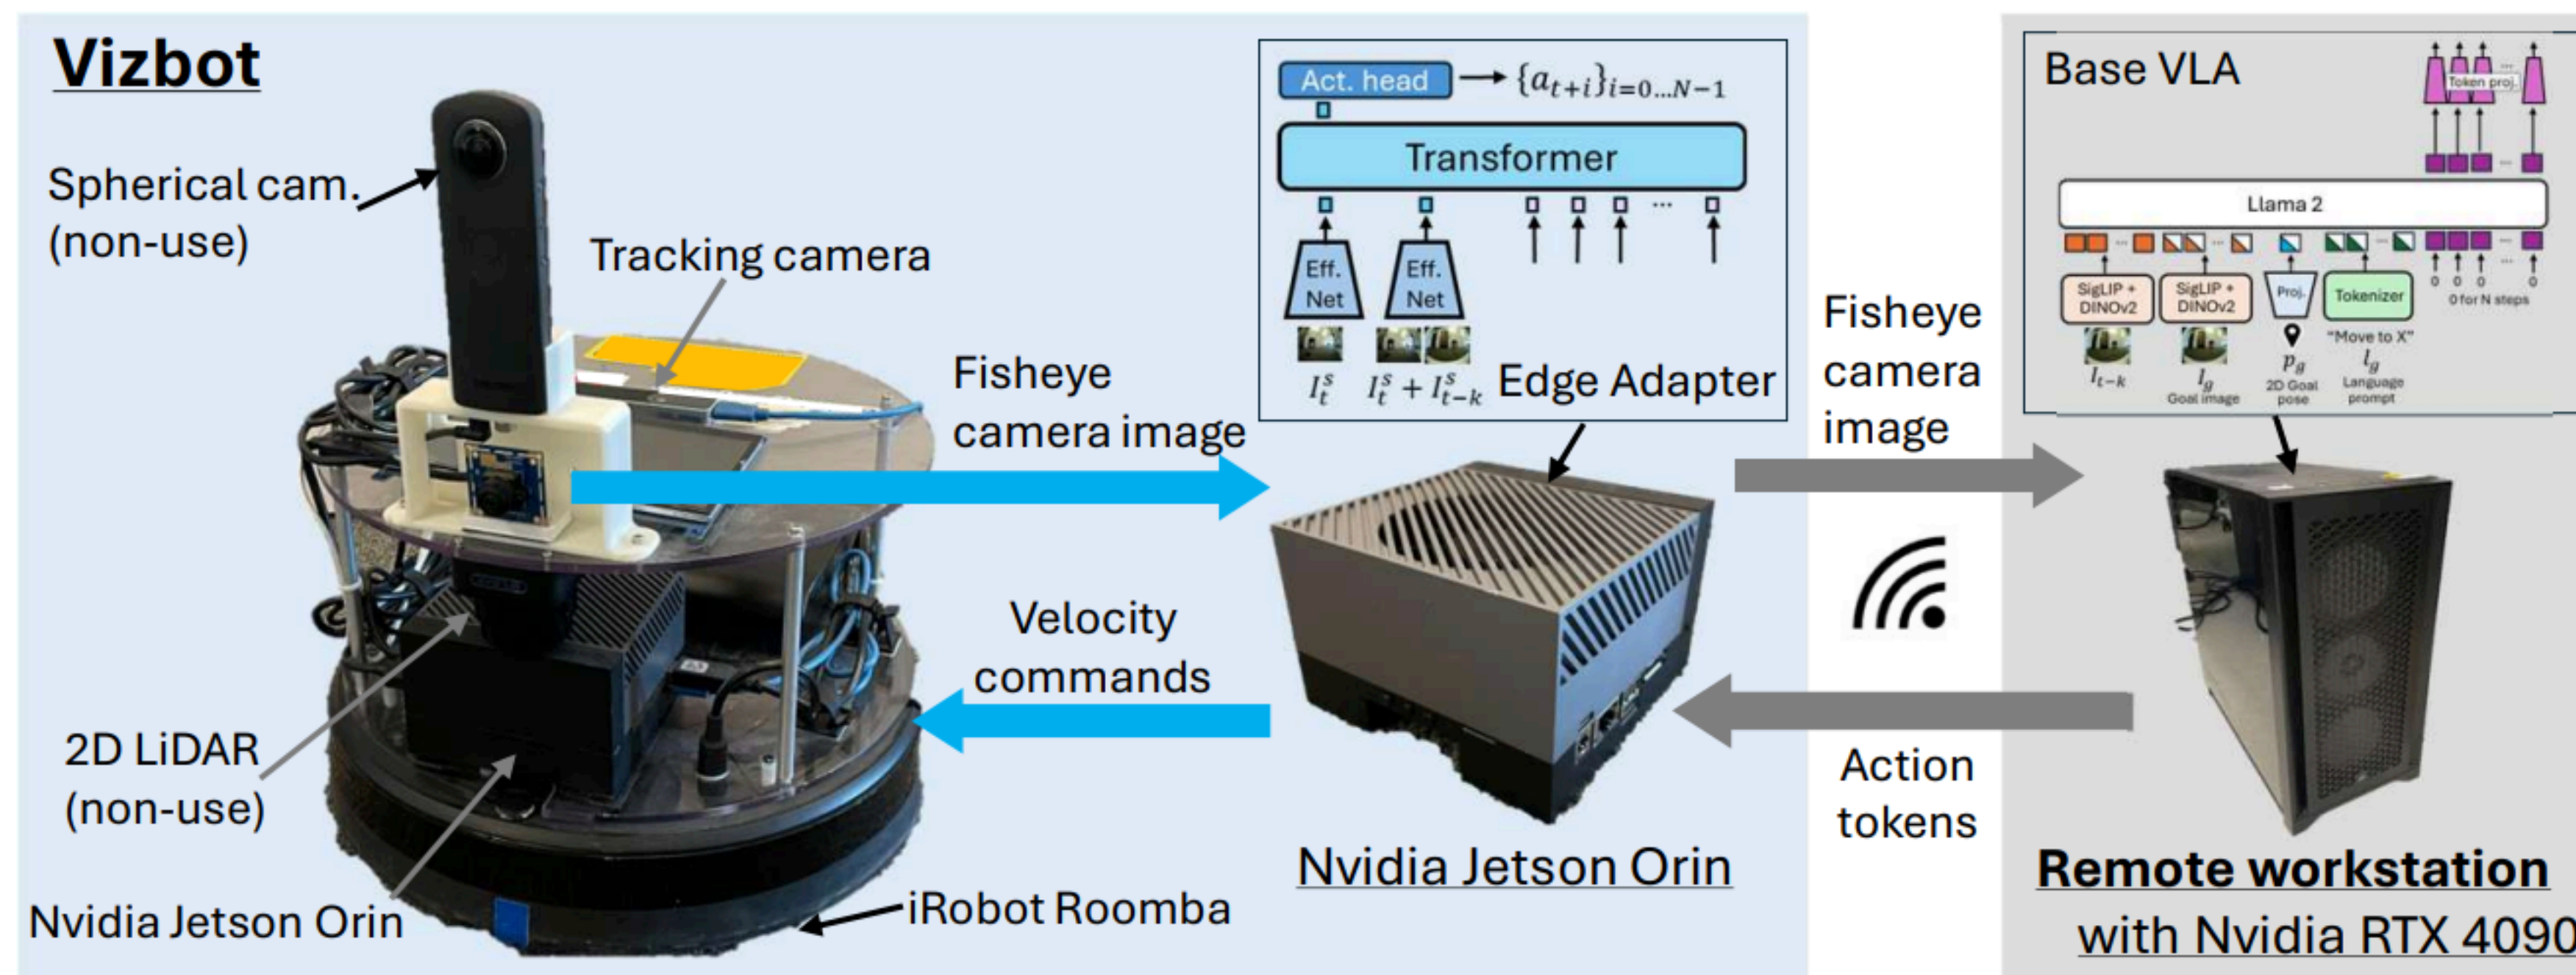 Vizbot
Spherical cam.
(non-use)
Tracking camera
Fisheye
camera image
Velocity
commands
2D LiDAR
(non-use)
Nvidia Jetson Orin
iRobot Roomba
Act. head
{a_{t+i}}_{i=0…N−1}
Transformer
...
Eff.
Net
Eff.
Net
I_t^s
I_t^s + I_{t-k}^s
Edge Adapter
Nvidia Jetson Orin
Fisheye
camera
image
Action
tokens
Base VLA
Token proj.
...
Llama 2
... ... ... ...
SigLIP +
DINOv2
SigLIP +
DINOv2
Proj.
Tokenizer
0 0 0 ... 0
0 for N steps
I_{t-k}
I_g
Goal image
p_g
2D Goal
pose
"Move to X"
l_g
Language
prompt
Remote workstation
with Nvidia RTX 4090